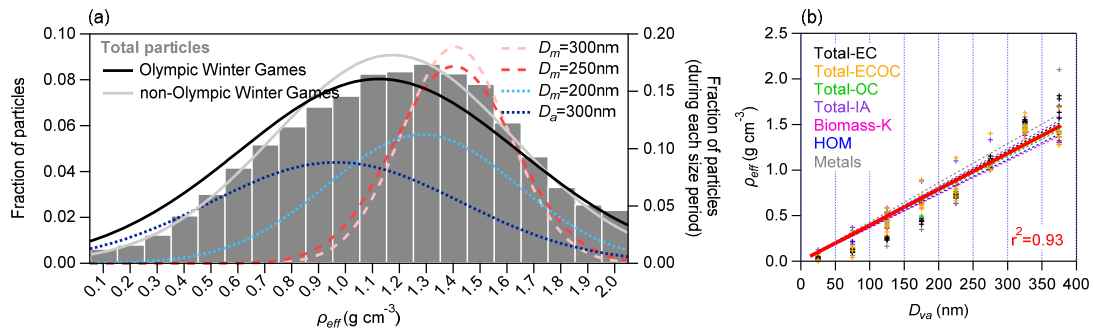 (a)
Fraction of particles
0.10
0.08
0.06
0.04
0.02
0.00
Total particles
Olympic Winter Games
non-Olympic Winter Games
Dm=300nm
Dm=250nm
Dm=200nm
Da=300nm
0.20
0.15
0.10
0.05
0.00
Fraction of particles
(during each size period)
0.1 0.2 0.3 0.4 0.5 0.6 0.7 0.8 0.9 1.0 1.1 1.2 1.3 1.4 1.5 1.6 1.7 1.8 1.9 2.0
ρeff (g cm⁻³)
(b)
ρeff (g cm⁻³)
2.5
2.0
1.5
1.0
0.5
0.0
Total-EC
Total-ECOC
Total-OC
Total-IA
Biomass-K
HOM
Metals
r²=0.93
0 50 100 150 200 250 300 350 400
Dva (nm)